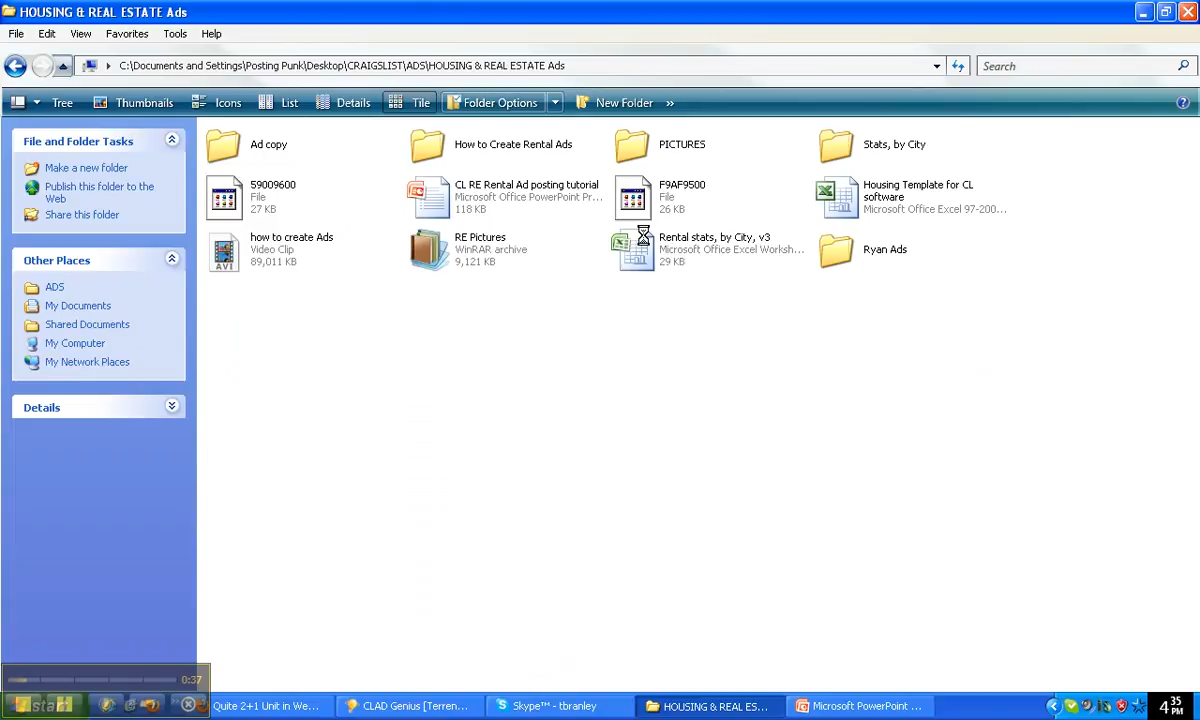 HOUSING & REAL ESTATE Ads
File Edit View Favorites Tools Help
C:\Documents and Settings\Posting Punk\Desktop\CRAIGSLIST\ADS\HOUSING & REAL ESTATE Ads
Search
Tree Thumbnails Icons List Details Tile Folder Options New Folder »
File and Folder Tasks
Make a new folder
Publish this folder to the
Web
Share this folder
Other Places
ADS
My Documents
Shared Documents
My Computer
My Network Places
Details
Ad copy
How to Create Rental Ads
PICTURES
Stats, by City
59009600
File
27 KB
CL RE Rental Ad posting tutorial
Microsoft Office PowerPoint Pr...
118 KB
F9AF9500
File
26 KB
Housing Template for CL
software
Microsoft Office Excel 97-200...
AVI
how to create Ads
Video Clip
89,011 KB
RE Pictures
WinRAR archive
9,121 KB
Rental stats, by City, v3
Microsoft Office Excel Worksh...
29 KB
Ryan Ads
0:37
start
Quite 2+1 Unit in We...
CLAD Genius [Terren...
Skype™ - tbranley
HOUSING & REAL ES...
Microsoft PowerPoint ...
4:35
PM